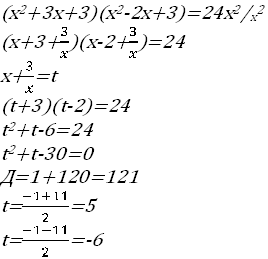 (x²+3x+3)(x²-2x+3)=24x²/x²
(x+3+3/x)(x-2+3/x)=24
x+3/x=t
(t+3)(t-2)=24
t²+t-6=24
t²+t-30=0
Д=1+120=121
t=(-1+11)/2=5
t=(-1-11)/2=-6